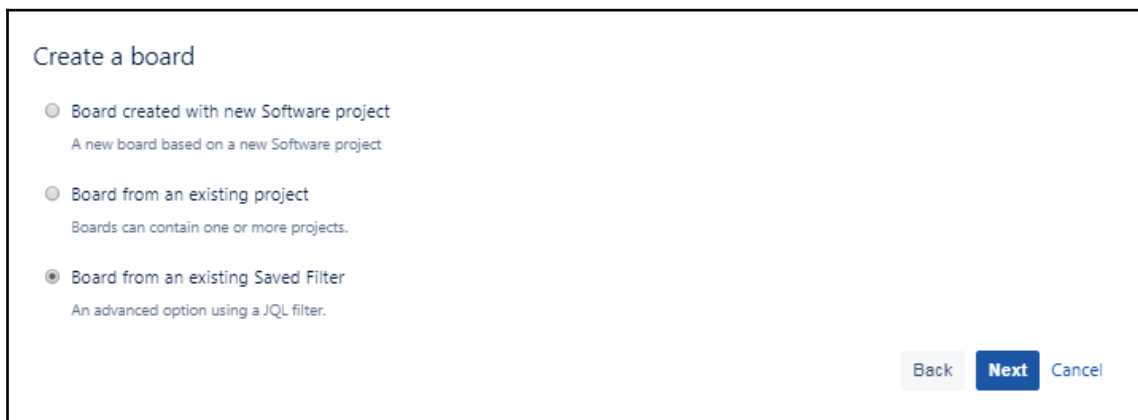 Create a board
Board created with new Software project
A new board based on a new Software project
Board from an existing project
Boards can contain one or more projects.
Board from an existing Saved Filter
An advanced option using a JQL filter.
Back Next Cancel